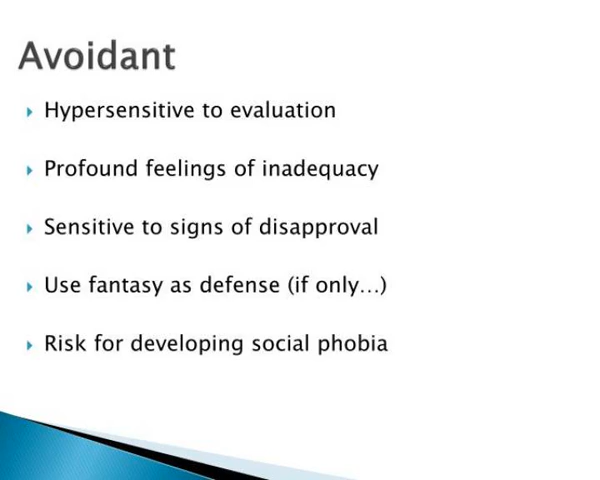 Avoidant
Hypersensitive to evaluation
Profound feelings of inadequacy
Sensitive to signs of disapproval
Use fantasy as defense (if only…)
Risk for developing social phobia